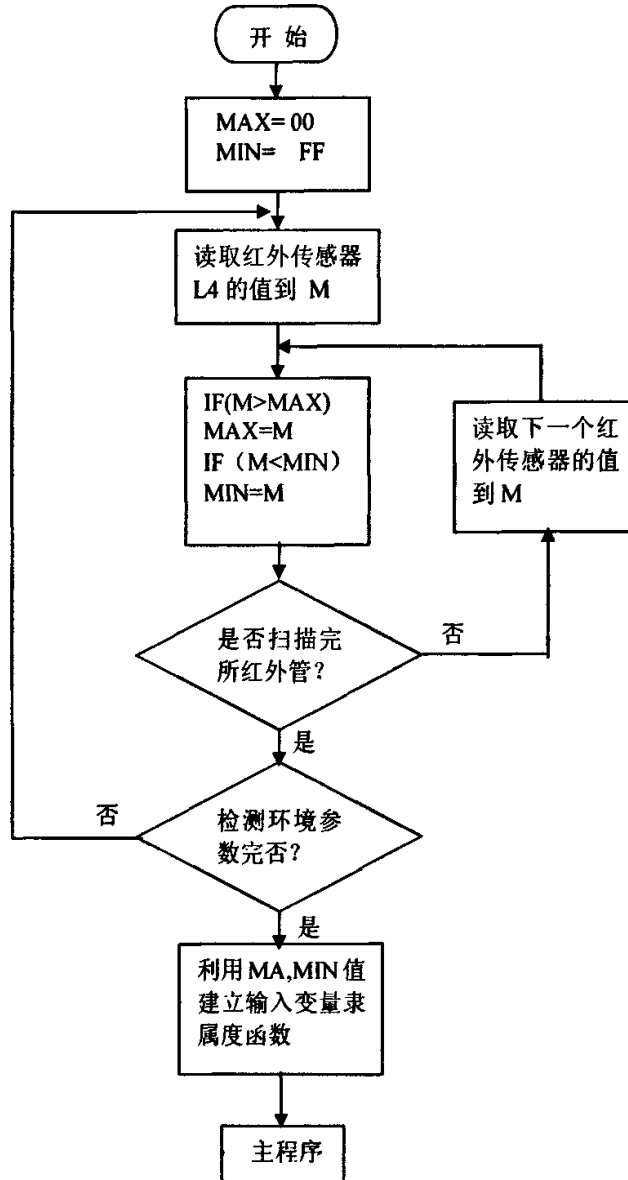 开 始
MAX= 00
MIN= FF
读取红外传感器
L4 的值到 M
IF(M>MAX)
MAX=M
IF（M<MIN）
MIN=M
读取下一个红
外传感器的值
到 M
是否扫描完
所红外管？
否
是
检测环境参
数完否？
否
是
利用 MA,MIN 值
建立输入变量隶
属度函数
主程序